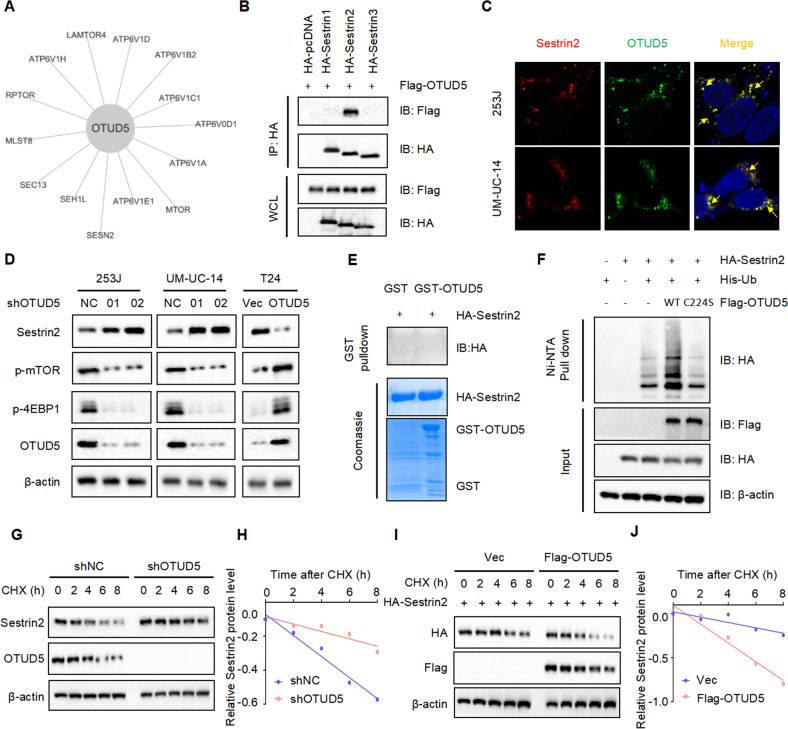 A
LAMTOR4
ATP6V1D
ATP6V1H
ATP6V1B2
RPTOR
ATP6V1C1
OTUD5
ATP6V0D1
MLST8
ATP6V1A
SEC13
MTOR
SEH1L
ATP6V1E1
SESN2
B
HA-pcDNA
HA-Sestrin1
HA-Sestrin2
HA-Sestrin3
+ + + + Flag-OTUD5
IP: HA
IB: Flag
IB: HA
WCL
IB: Flag
IB: HA
C
Sestrin2 OTUD5 Merge
253J
UM-UC-14
D
253J UM-UC-14 T24
shOTUD5 NC 01 02 NC 01 02 Vec OTUD5
Sestrin2
p-mTOR
p-4EBP1
OTUD5
β-actin
E
GST GST-OTUD5
+ + HA-Sestrin2
GST
pulldown
IB:HA
Coomassie
HA-Sestrin2
GST-OTUD5
GST
F
- + + + + HA-Sestrin2
- - + + + His-Ub
- - - WT C224S Flag-OTUD5
Ni-NTA
Pull down
IB: HA
Input
IB: Flag
IB: HA
IB: β-actin
G
shNC shOTUD5
CHX (h) 0 2 4 6 8 0 2 4 6 8
Sestrin2
OTUD5
β-actin
H
Time after CHX (h)
0 2 4 6 8
Relative Sestrin2 protein level
0.0
-0.2
-0.4
-0.6
shNC
shOTUD5
I
Vec Flag-OTUD5
CHX (h) 0 2 4 6 8 0 2 4 6 8
HA-Sestrin2 + + + + + + + + + +
HA
Flag
β-actin
J
Time after CHX (h)
0 2 4 6 8
Relative Sestrin2 protein level
0.0
-0.5
-1.0
Vec
Flag-OTUD5